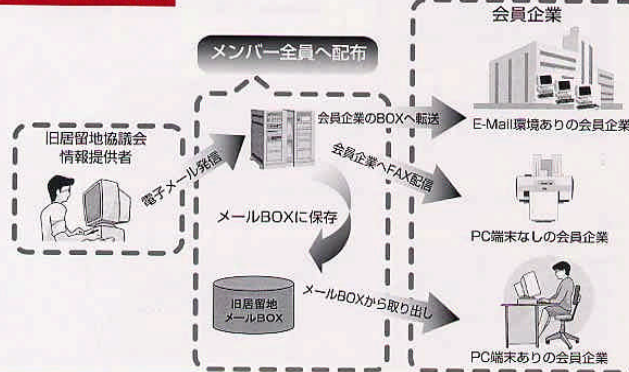 会員企業
メンバー全員へ配布
旧居留地協議会
情報提供者
電子メール発信
会員企業のBOXへ転送
E-Mail環境ありの会員企業
会員企業へFAX配信
PC端末なしの会員企業
メールBOXに保存
旧居留地
メールBOX
メールBOXから取り出し
PC端末ありの会員企業